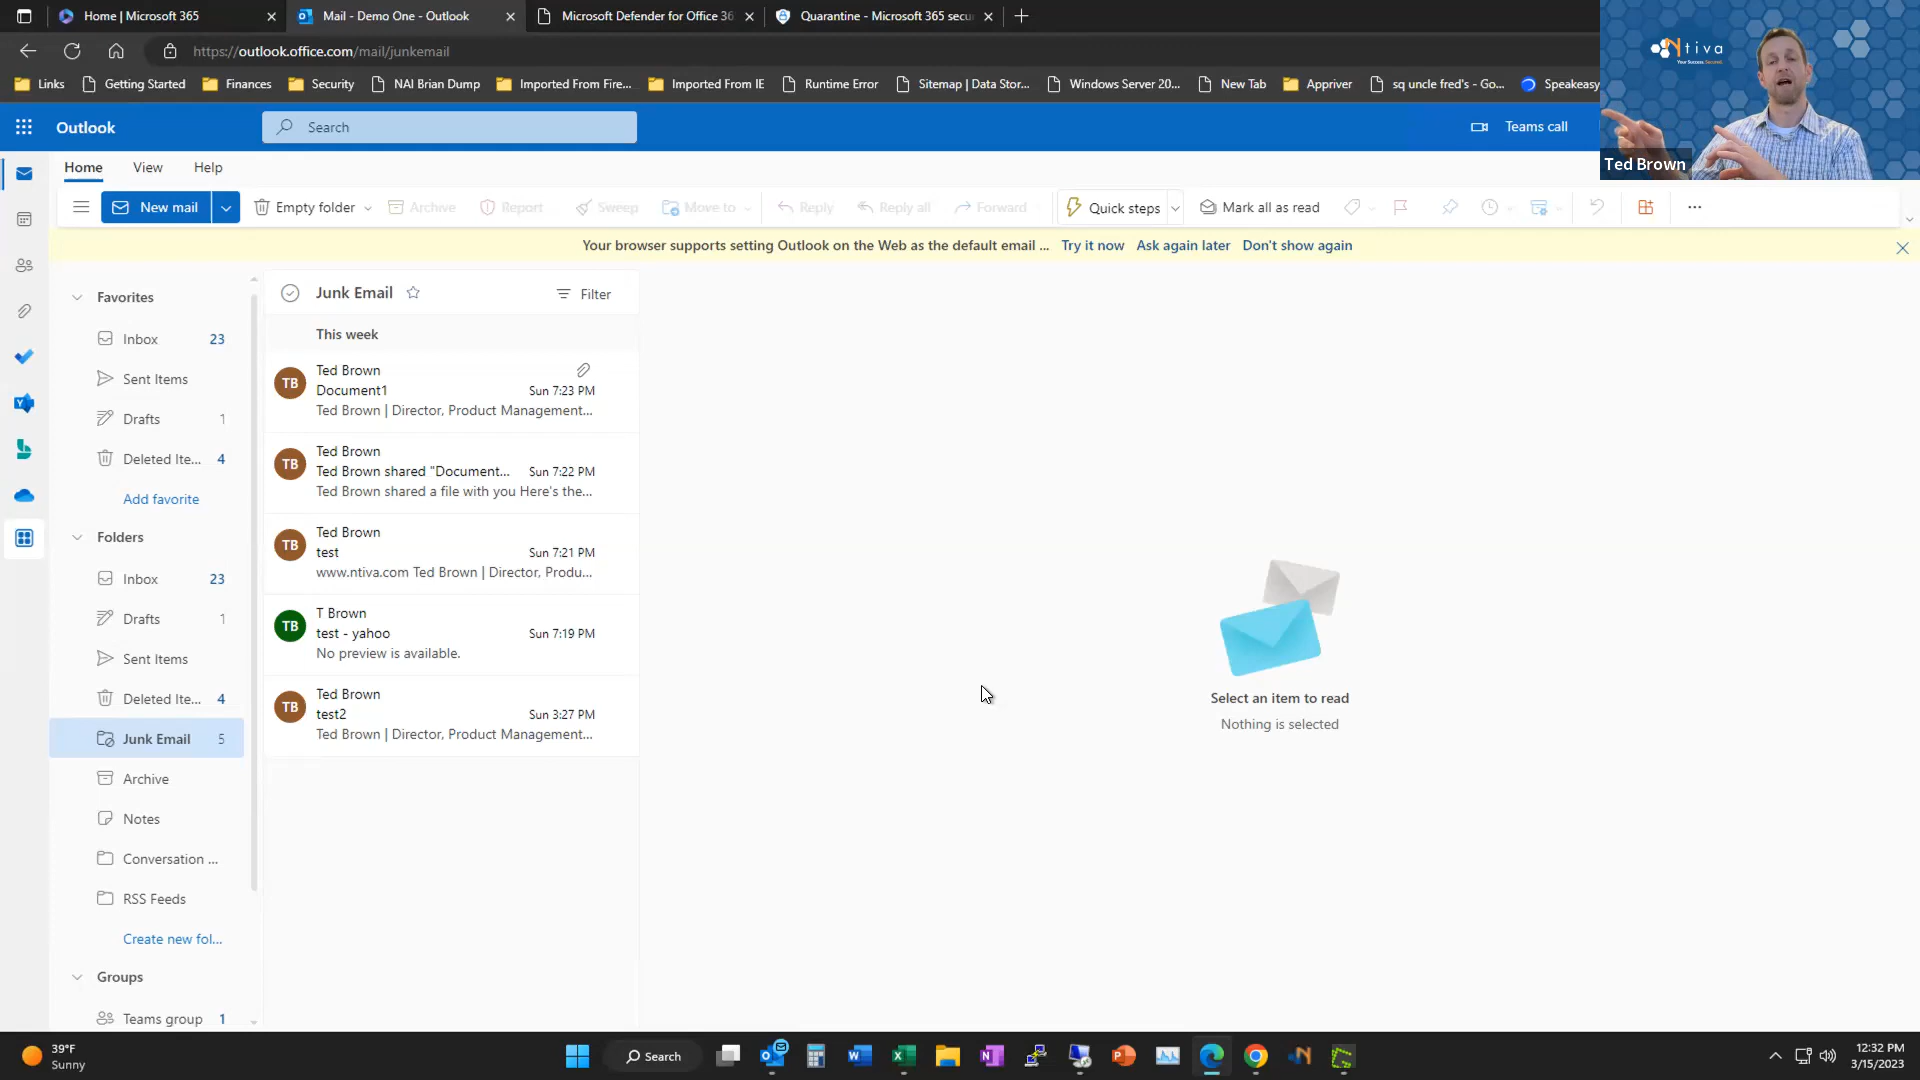 Home | Microsoft 365
Mail - Demo One - Outlook
Microsoft Defender for Office 36
Quarantine - Microsoft 365 secu
https://outlook.office.com/mail/junkemail
Links
Getting Started
Finances
Security
NAI Brian Dump
Imported From Fire...
Imported From IE
Runtime Error
Sitemap | Data Stor...
Windows Server 20...
New Tab
Appriver
sq uncle fred's - Go...
Speakeasy
Ntiva
Your Success. Secured.
Ted Brown
Outlook
Search
Teams call
Home
View
Help
New mail
Empty folder
Archive
Report
Sweep
Move to
Reply
Reply all
Forward
Quick steps
Mark all as read
Your browser supports setting Outlook on the Web as the default email ...
Try it now
Ask again later
Don't show again
Favorites
Inbox 23
Sent Items
Drafts 1
Deleted Ite... 4
Add favorite
Folders
Inbox 23
Drafts 1
Sent Items
Deleted Ite... 4
Junk Email 5
Archive
Notes
Conversation ...
RSS Feeds
Create new fol...
Groups
Teams group 1
Junk Email
Filter
This week
TB
Ted Brown
Document1 Sun 7:23 PM
Ted Brown | Director, Product Management...
TB
Ted Brown
Ted Brown shared "Document... Sun 7:22 PM
Ted Brown shared a file with you Here's the...
TB
Ted Brown
test Sun 7:21 PM
www.ntiva.com Ted Brown | Director, Produ...
TB
T Brown
test - yahoo Sun 7:19 PM
No preview is available.
TB
Ted Brown
test2 Sun 3:27 PM
Ted Brown | Director, Product Management...
Select an item to read
Nothing is selected
39°F
Sunny
Search
12:32 PM
3/15/2023